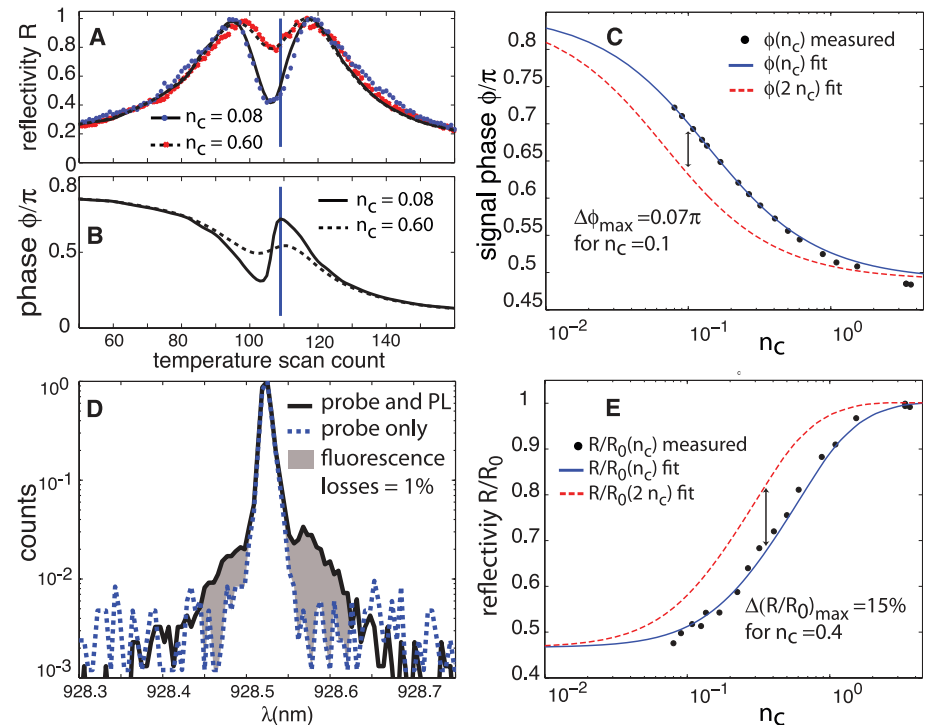 A
reflectivity R
1
0.8
0.6
0.4
0.2
0
n_c = 0.08
n_c = 0.60
B
phase ϕ/π
0.8
0.5
0
n_c = 0.08
n_c = 0.60
60 80 100 120 140
temperature scan count
C
signal phase ϕ/π
0.8
0.75
0.7
0.65
0.6
0.55
0.5
0.45
ϕ(n_c) measured
ϕ(n_c) fit
ϕ(2 n_c) fit
Δϕ_max =0.07π
for n_c=0.1
10^-2 10^-1 10^0
n_c
D
counts
10^0
10^-1
10^-2
10^-3
probe and PL
probe only
fluorescence
losses = 1%
928.3 928.4 928.5 928.6 928.7
λ(nm)
c
E
reflectiviy R/R_0
1
0.9
0.8
0.7
0.6
0.5
0.4
R/R_0(n_c) measured
R/R_0(n_c) fit
R/R_0(2 n_c) fit
Δ(R/R_0)_max =15%
for n_c=0.4
10^-2 10^-1 10^0
n_c